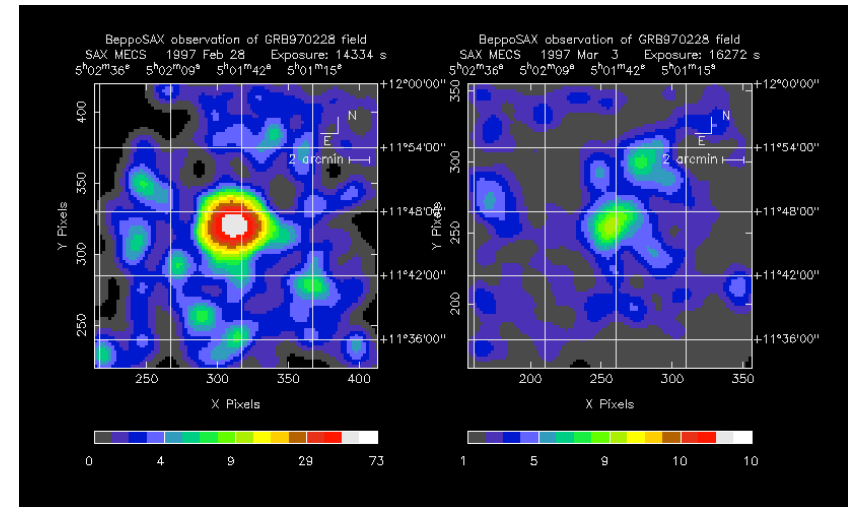 BeppoSAX observation of GRB970228 field
SAX MECS 1997 Feb 28 Exposure: 14334 s
5h02m36s 5h02m09s 5h01m42s 5h01m15s
+12°00'00"
+11°54'00"
+11°48'00"
+11°42'00"
+11°36'00"
N
E
2 arcmin
400
350
300
250
Y Pixels
250 300 350 400
X Pixels
0 4 9 29 73
BeppoSAX observation of GRB970228 field
SAX MECS 1997 Mar 3 Exposure: 16272 s
5h02m36s 5h02m09s 5h01m42s 5h01m15s
+12°00'00"
+11°54'00"
+11°48'00"
+11°42'00"
+11°36'00"
N
E
2 arcmin
350
300
250
200
Y Pixels
200 250 300 350
X Pixels
1 5 9 10 10